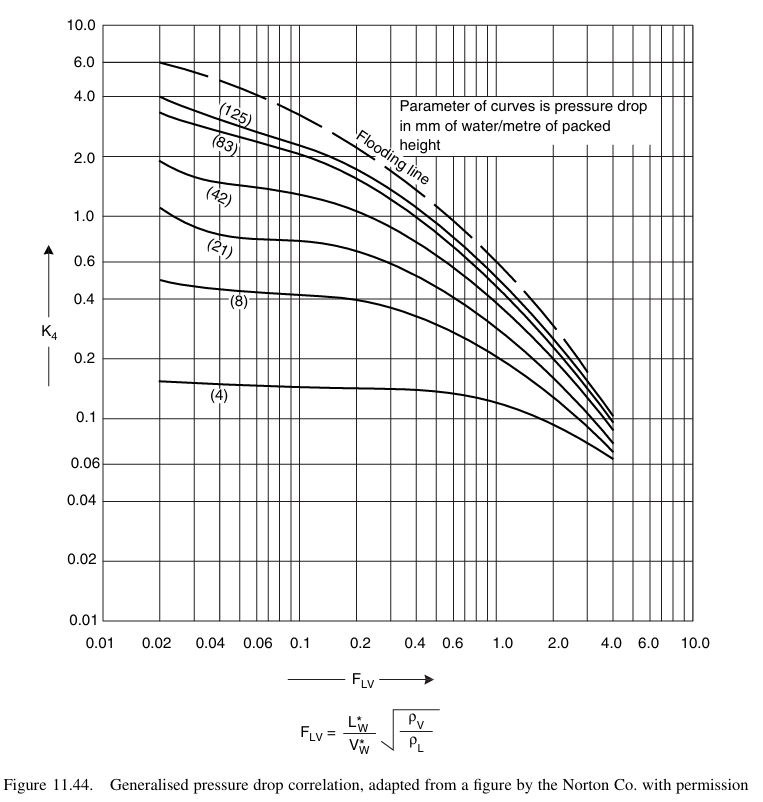 10.0
6.0
4.0
2.0
1.0
0.6
0.4
0.2
0.1
0.06
0.04
0.02
0.01
K4
(125)
(83)
(42)
(21)
(8)
(4)
Flooding line
Parameter of curves is pressure drop
in mm of water/metre of packed
height
0.01 0.02 0.04 0.06 0.1 0.2 0.4 0.6 1.0 2.0 4.0 6.0 10.0
FLV
FLV = L*W / V*W √ ρV / ρL
Figure 11.44. Generalised pressure drop correlation, adapted from a figure by the Norton Co. with permission